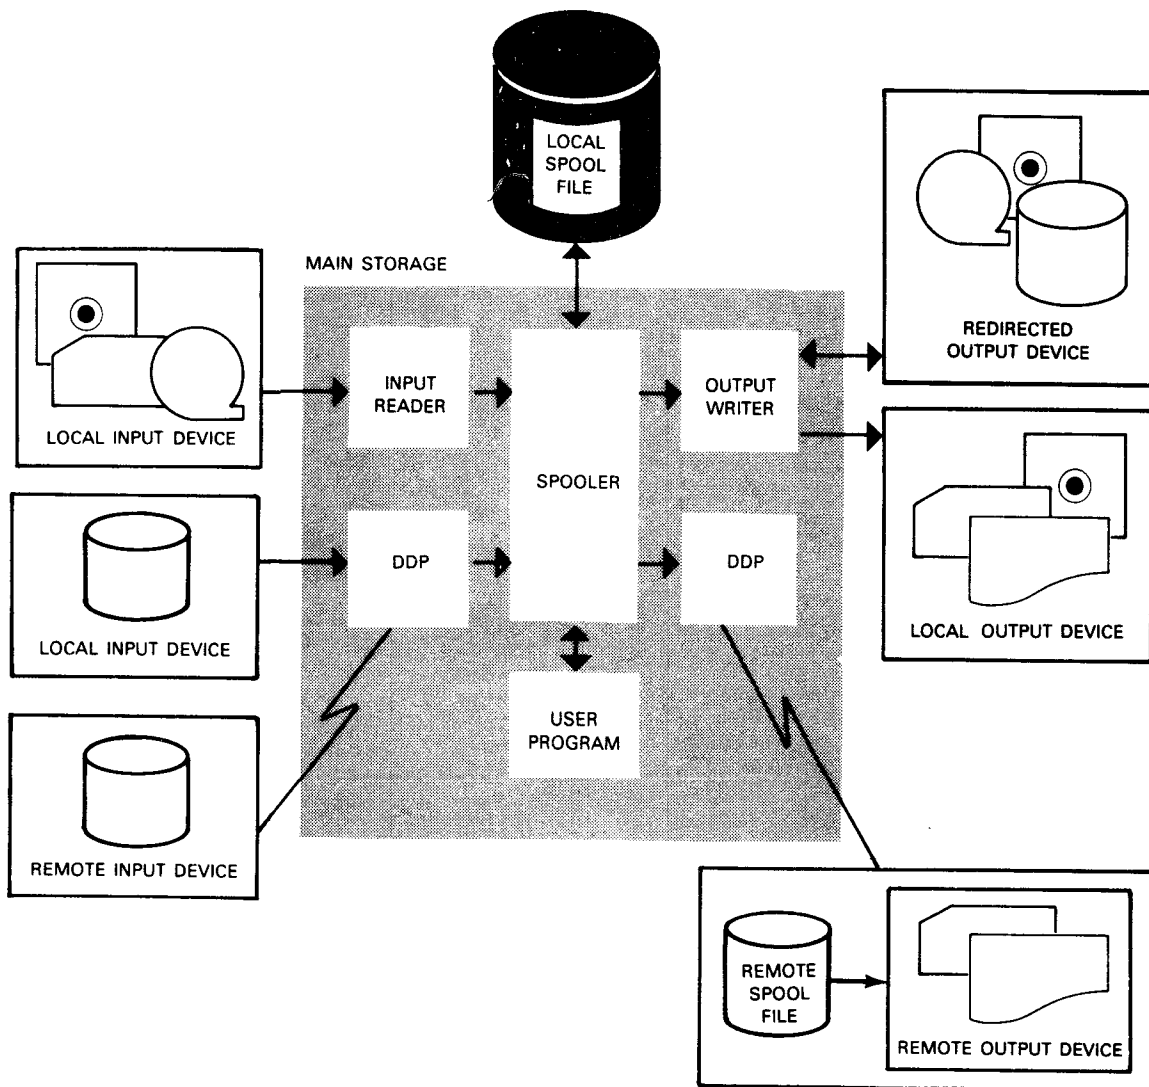 LOCAL
SPOOL
FILE
REDIRECTED
OUTPUT DEVICE
MAIN STORAGE
INPUT
READER
OUTPUT
WRITER
LOCAL INPUT DEVICE
SPOOLER
DDP
DDP
LOCAL OUTPUT DEVICE
LOCAL INPUT DEVICE
USER
PROGRAM
REMOTE INPUT DEVICE
REMOTE
SPOOL
FILE
REMOTE OUTPUT DEVICE